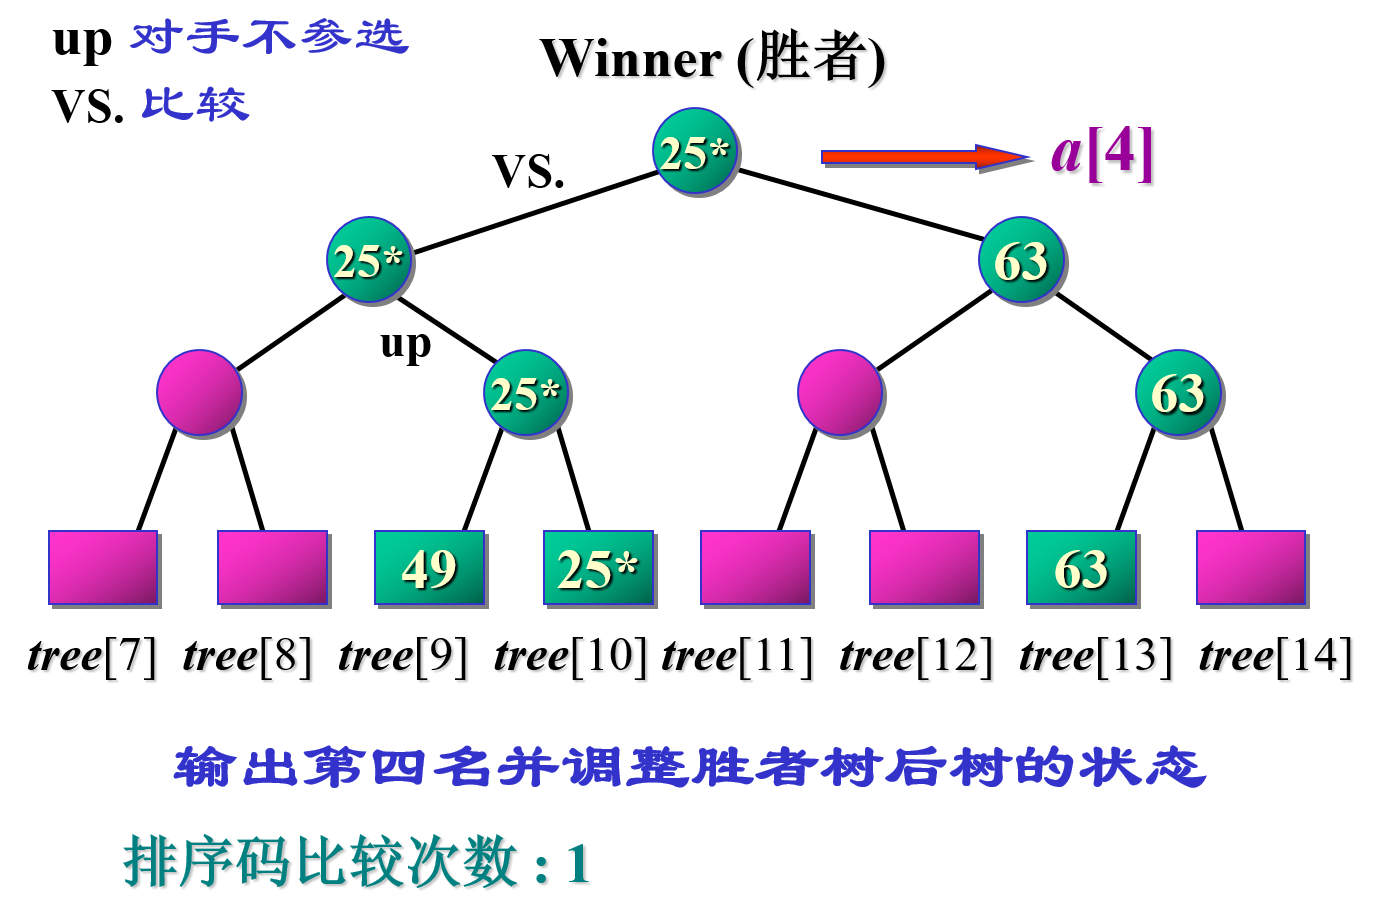 up 对手不参选
VS. 比较
Winner (胜者)
VS.
25*
a[4]
25*
63
up
25*
63
49
25*
63
tree[7] tree[8] tree[9] tree[10] tree[11] tree[12] tree[13] tree[14]
输出第四名并调整胜者树后树的状态
排序码比较次数 : 1